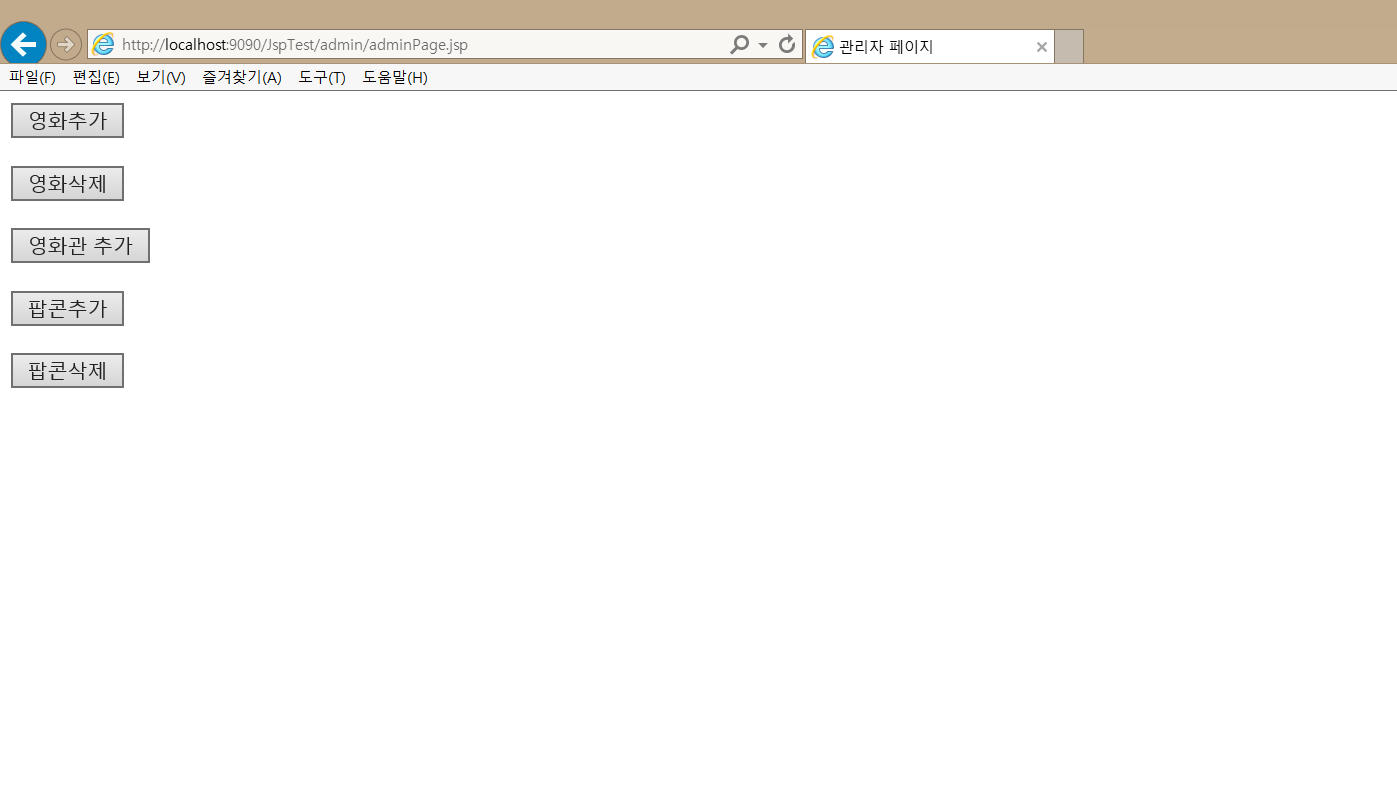 http://localhost:9090/JspTest/admin/adminPage.jsp 관리자 페이지
파일(F) 편집(E) 보기(V) 즐겨찾기(A) 도구(T) 도움말(H)
영화추가
영화삭제
영화관 추가
팝콘추가
팝콘삭제